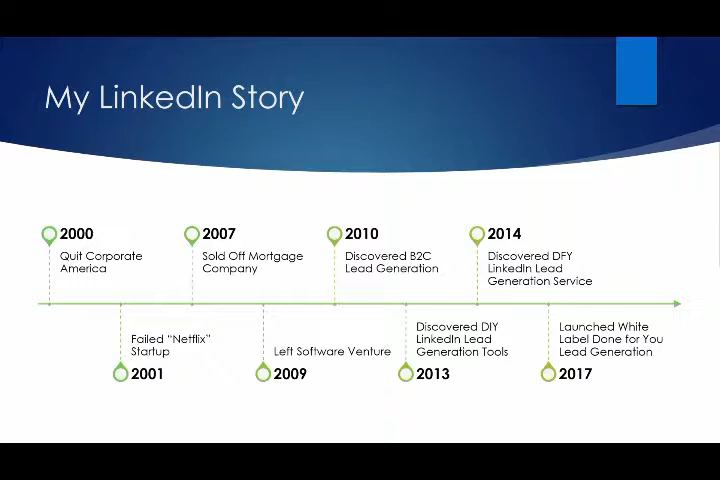 My LinkedIn Story
2000
Quit Corporate
America
2007
Sold Off Mortgage
Company
2010
Discovered B2C
Lead Generation
2014
Discovered DFY
LinkedIn Lead
Generation Service
Failed “Netflix”
Startup
2001
Left Software Venture
2009
Discovered DIY
LinkedIn Lead
Generation Tools
2013
Launched White
Label Done for You
Lead Generation
2017